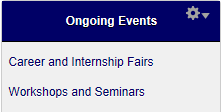 Ongoing Events
Career and Internship Fairs
Workshops and Seminars